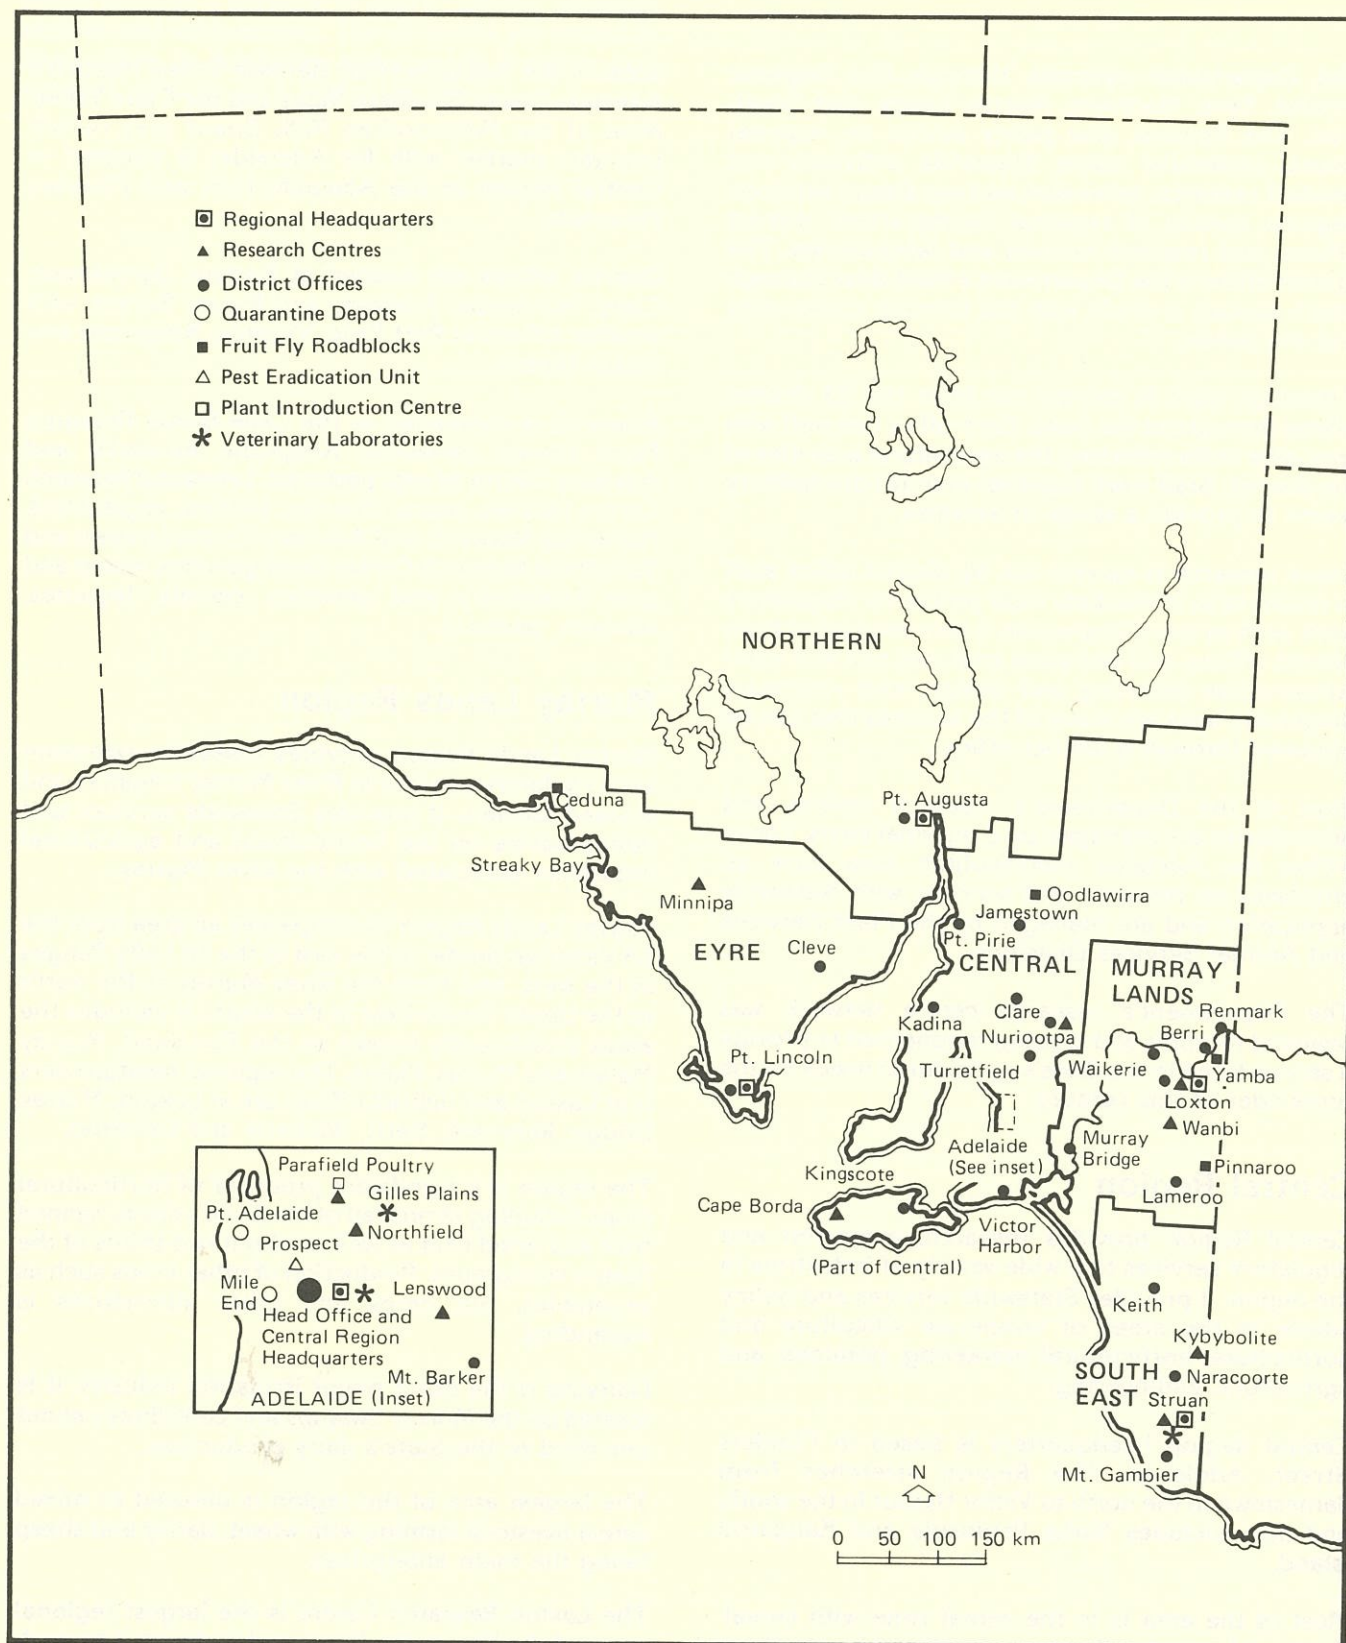 Regional Headquarters
Research Centres
District Offices
Quarantine Depots
Fruit Fly Roadblocks
Pest Eradication Unit
Plant Introduction Centre
Veterinary Laboratories
NORTHERN
Ceduna
Pt. Augusta
Streaky Bay
Minnipa
Oodlawirra
Jamestown
Pt. Pirie
EYRE
Cleve
CENTRAL
MURRAY
LANDS
Kadina
Clare
Nuriootpa
Renmark
Berri
Pt. Lincoln
Turretfield
Waikerie
Yamba
Loxton
Wanbi
Adelaide
(See inset)
Murray
Bridge
Pinnaroo
Lameroo
Kingscote
Cape Borda
Victor
Harbor
(Part of Central)
Keith
Kybybolite
SOUTH
EAST
Naracoorte
Struan
Mt. Gambier
Parafield Poultry
Gilles Plains
Pt. Adelaide
Northfield
Prospect
Mile
End
Lenswood
Head Office and
Central Region
Headquarters
Mt. Barker
ADELAIDE (Inset)
N
0 50 100 150 km